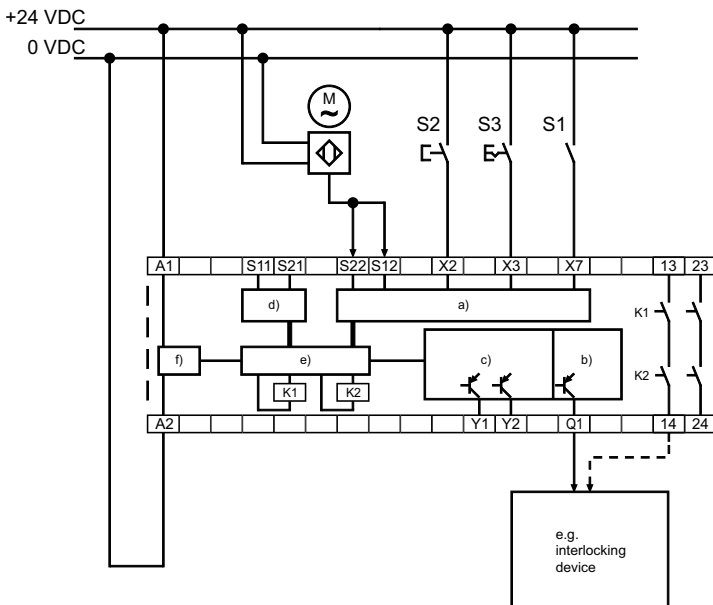 +24 VDC
0 VDC
M
~
S2 S3 S1
A1 S11 S21 S22 S12 X2 X3 X7 13 23
d) a)
K1
f) e) c) b)
K1 K2
K2
A2 Y1 Y2 Q1 14 24
e.g.
interlocking
device